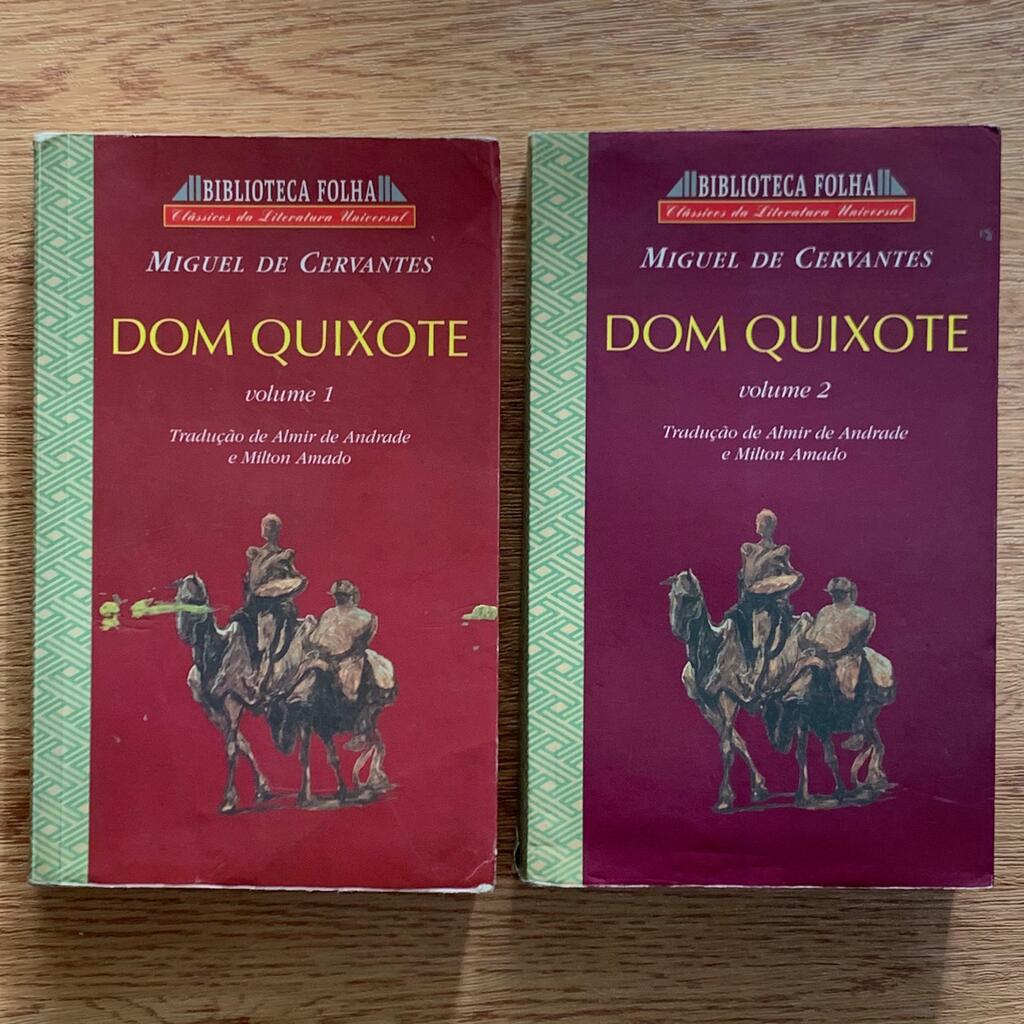 BIBLIOTECA FOLHA
Clássicos da Literatura Universal
MIGUEL DE CERVANTES
DOM QUIXOTE
volume 1
Tradução de Almir de Andrade
e Milton Amado
BIBLIOTECA FOLHA
Clássicos da Literatura Universal
MIGUEL DE CERVANTES
DOM QUIXOTE
volume 2
Tradução de Almir de Andrade
e Milton Amado